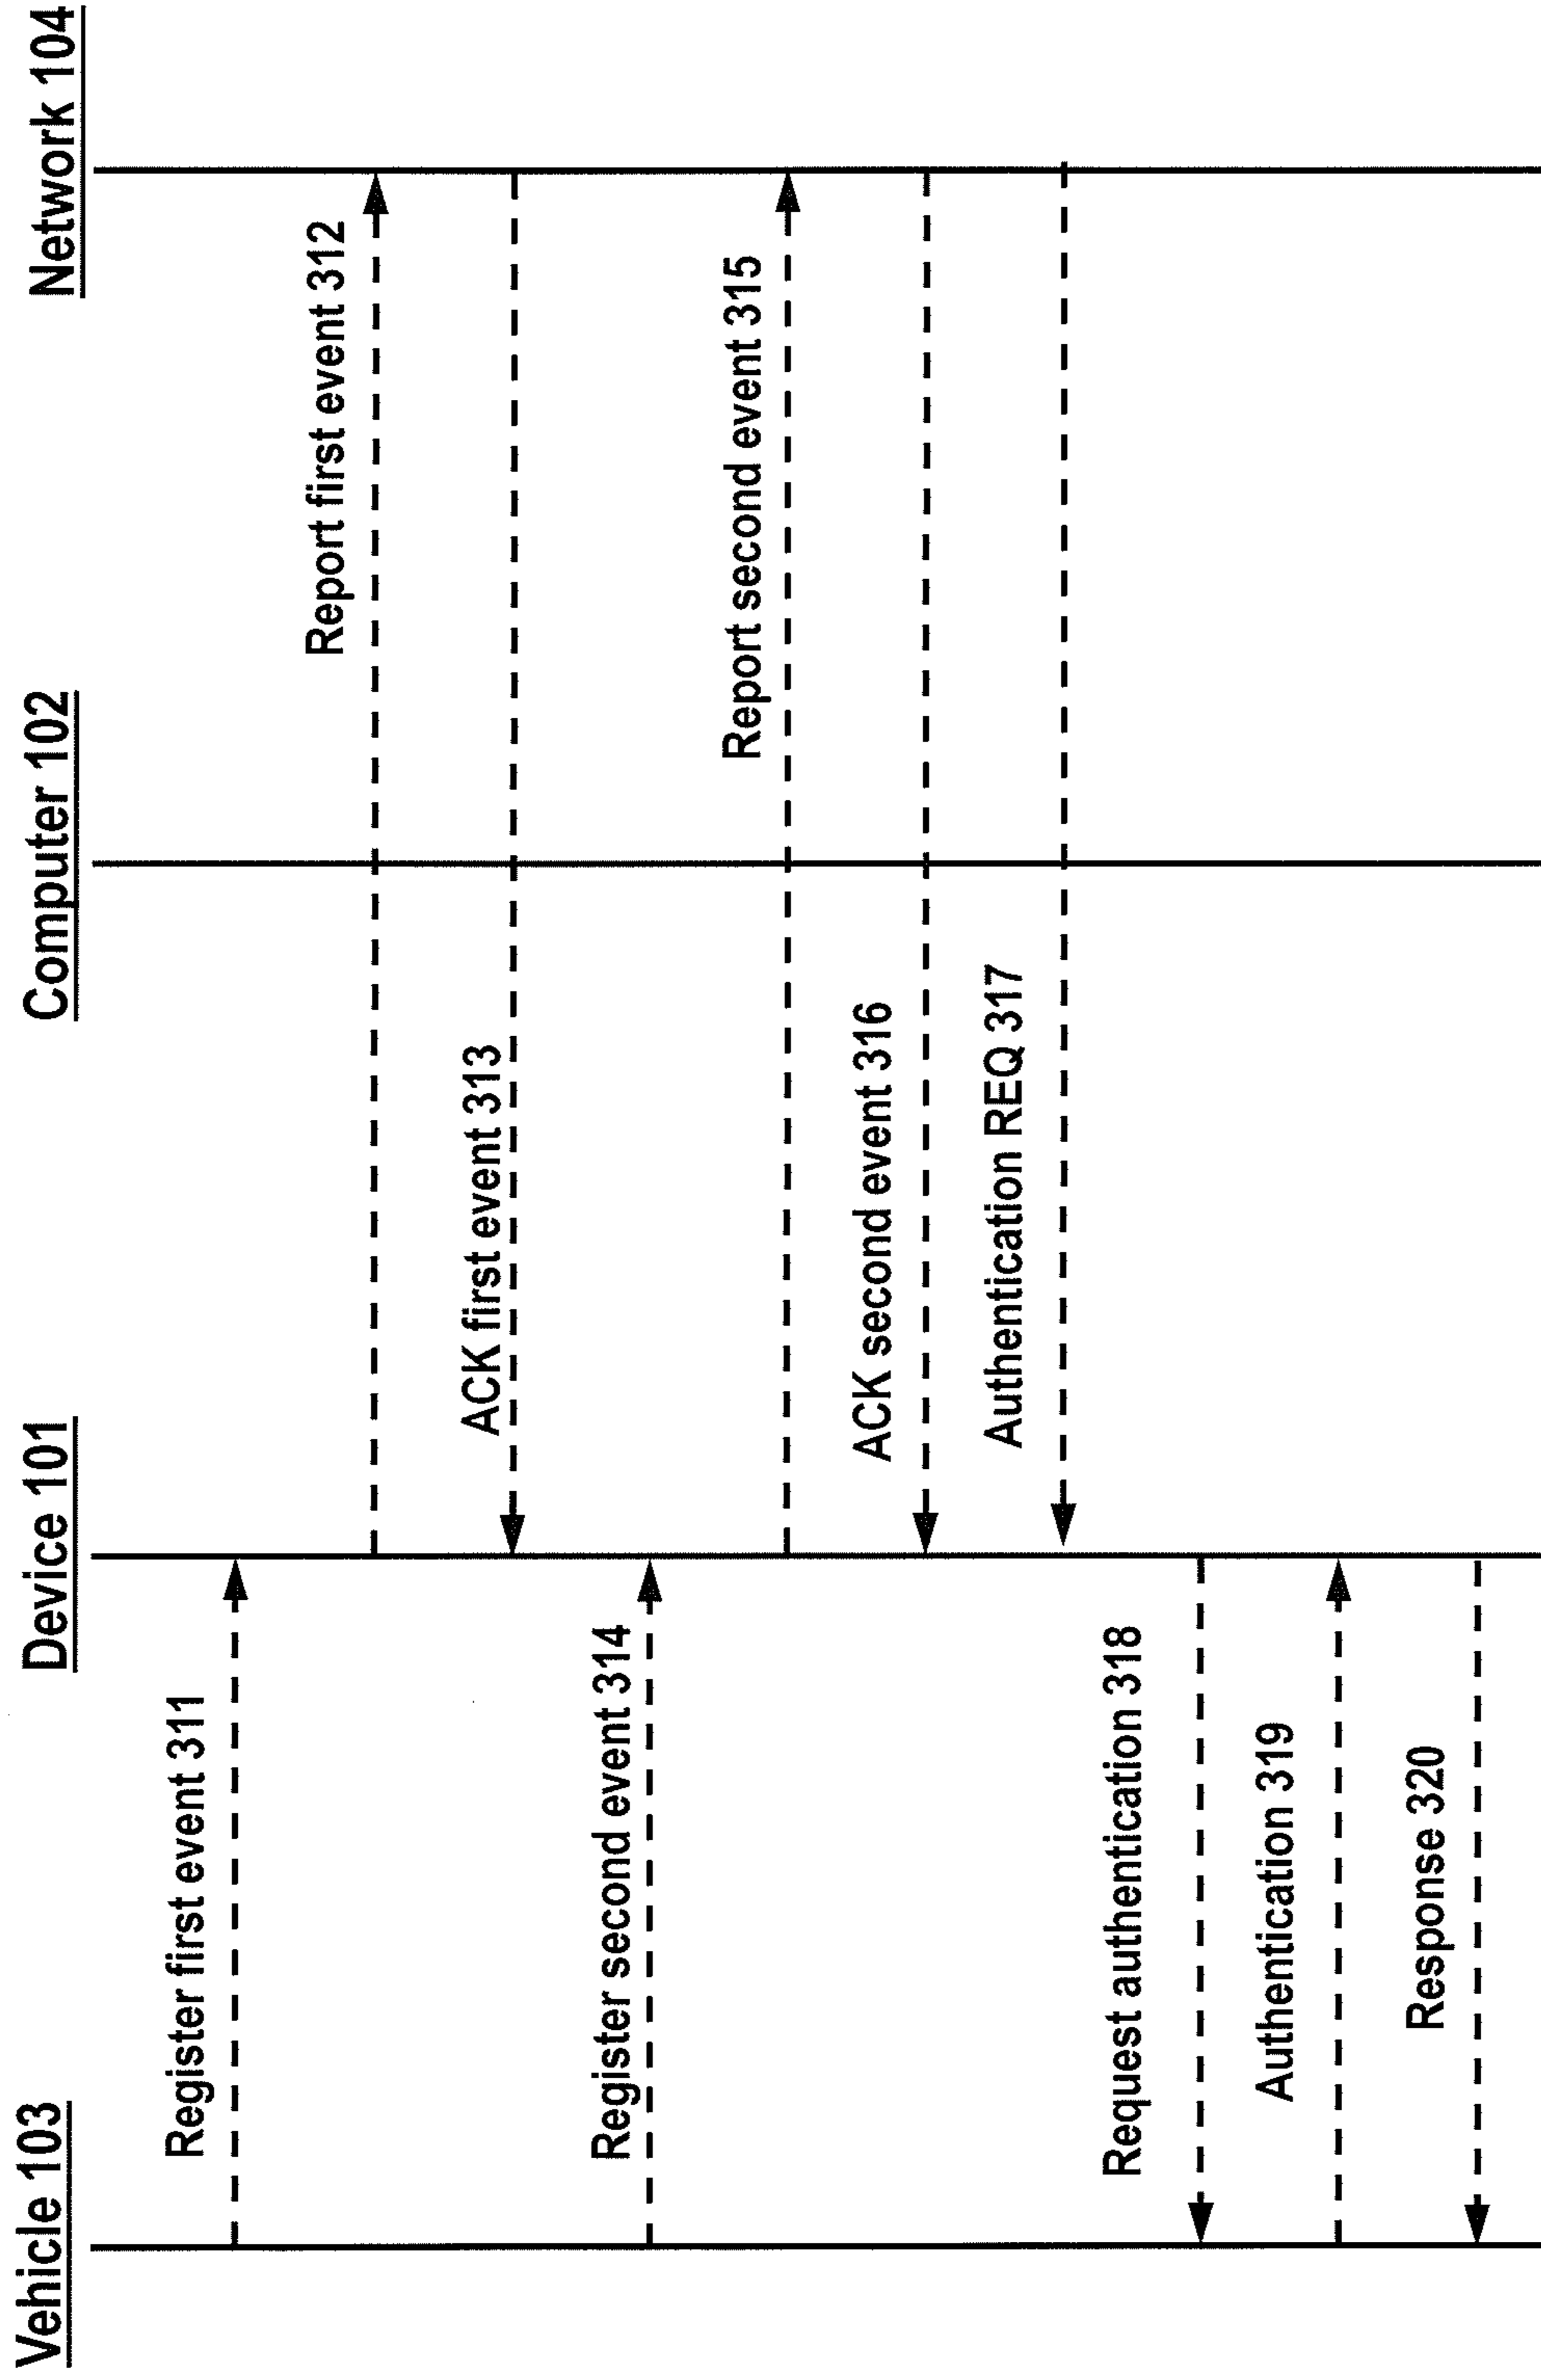 Vehicle 103
Device 101
Computer 102
Network 104
Register first event 311
Report first event 312
ACK first event 313
Register second event 314
Report second event 315
ACK second event 316
Authentication REQ 317
Request authentication 318
Authentication 319
Response 320